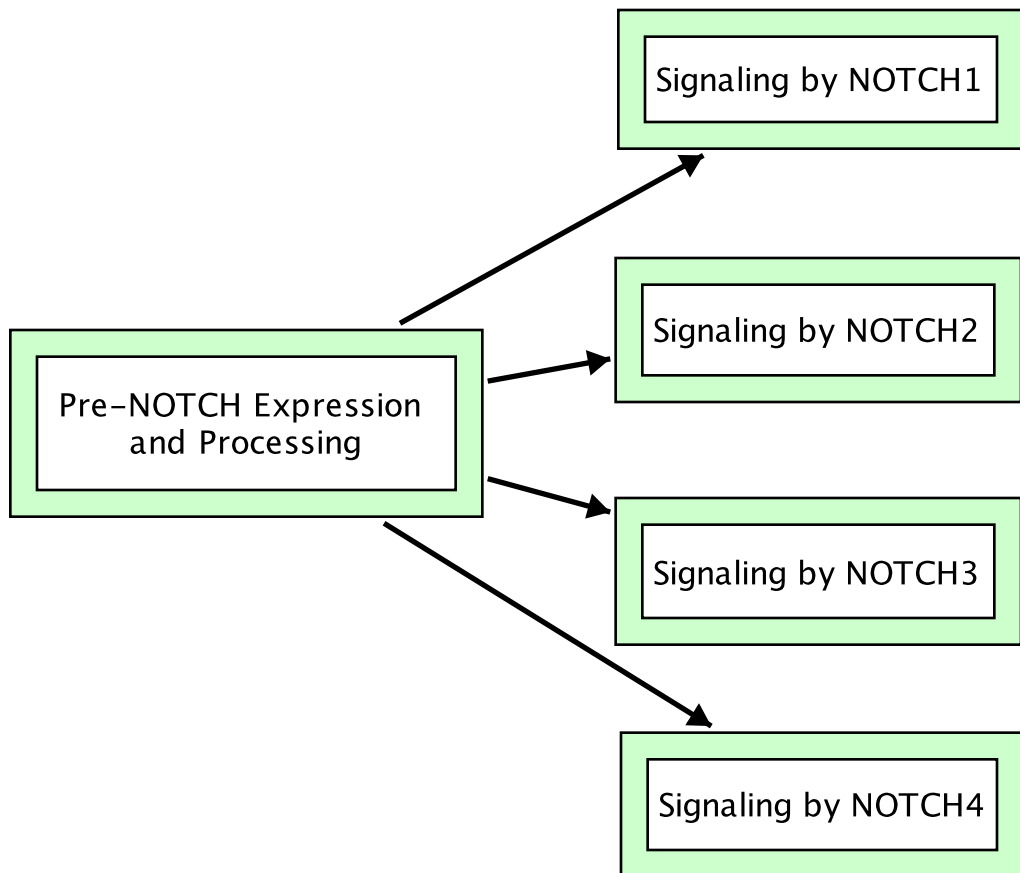 Signaling by NOTCH1
Signaling by NOTCH2
Pre-NOTCH Expression
and Processing
Signaling by NOTCH3
Signaling by NOTCH4